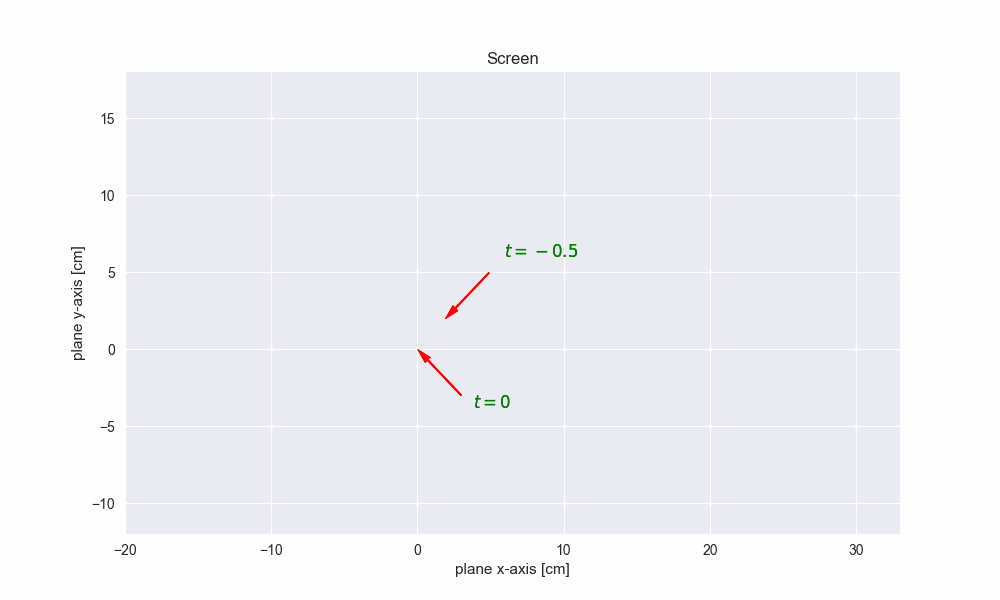 Screen
plane y-axis [cm]
15
10
5
0
−5
−10
t = −0.5
t = 0
−20 −10 0 10 20 30
plane x-axis [cm]